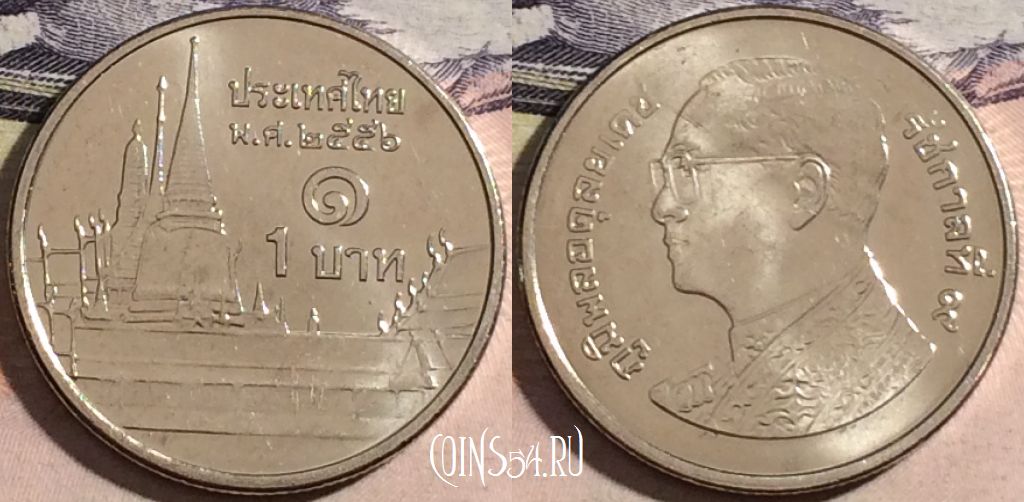 ประเทศไทย
พ.ศ.๒๕๕๖
๑
1 บาท
ภูมิพลอดุลยเดช
รัชกาลที่ ๙
COINS54.RU